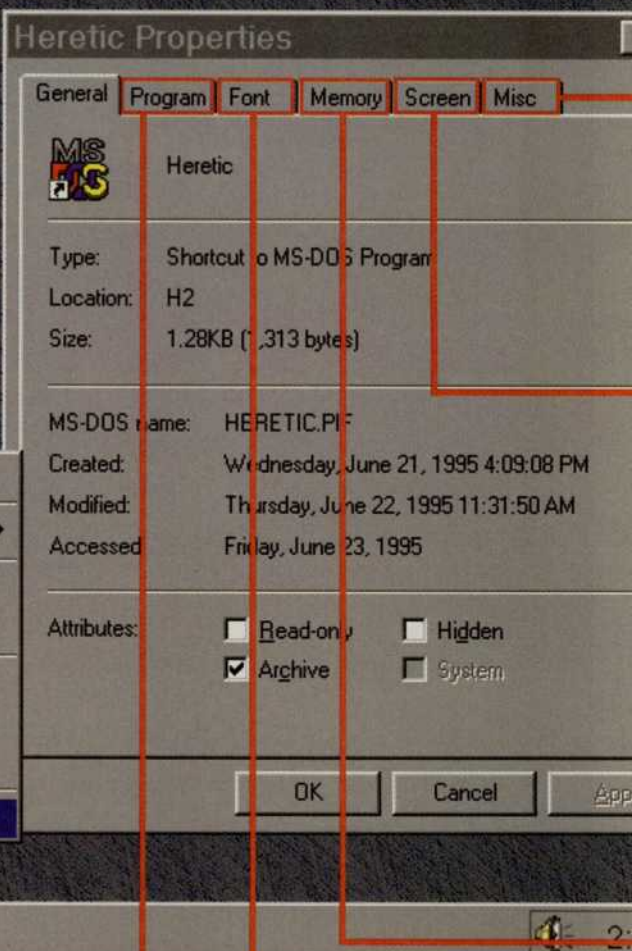 Heretic Properties
General Program Font Memory Screen Misc
MS
DOS
Heretic
Type: Shortcut to MS-DOS Program
Location: H2
Size: 1.28KB (1,313 bytes)
MS-DOS name: HERETIC.PIF
Created: Wednesday, June 21, 1995 4:09:08 PM
Modified: Thursday, June 22, 1995 11:31:50 AM
Accessed Friday, June 23, 1995
Attributes: Read-only Hidden
Archive System
OK Cancel App
2: